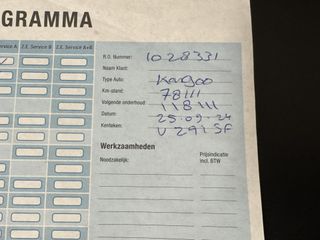 GRAMMA
Service A Z.E. Service B Z.E. Service A+B
R.O. Nummer: 1028331
Naam Klant:
Type Auto: Kangoo
Km-stand: 78111
Volgende onderhoud: 118111
Datum: 25-09-24
Kenteken: V291SF
Werkzaamheden
Noodzakelijk: Prijsindicatie
incl. BTW